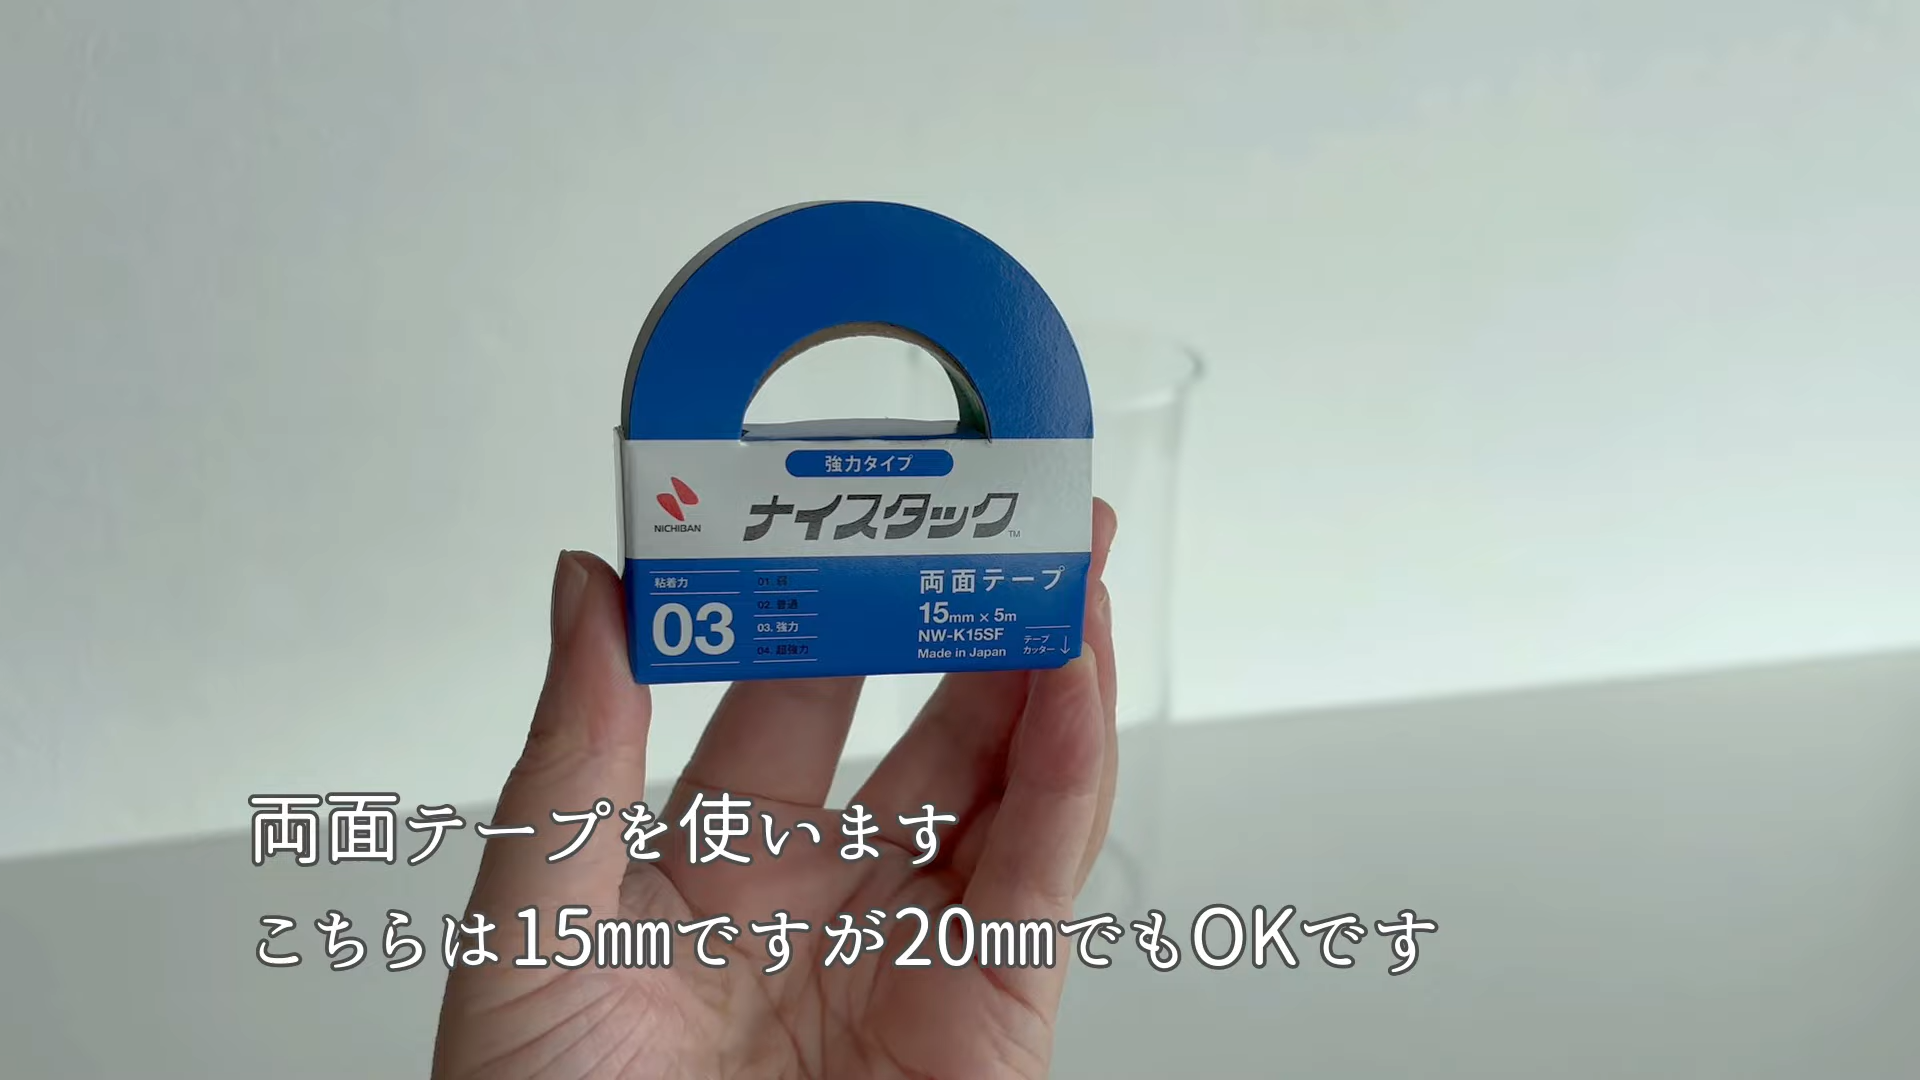 強力タイプ
NICHIBAN
ナイスタック™
粘着力
03
01. 弱
02. 普通
03. 強力
04. 超強力
両面テープ
15mm × 5m
NW-K15SF
Made in Japan
テープ
カッター↓
両面テープを使います
こちらは15㎜ですが20㎜でもOKです